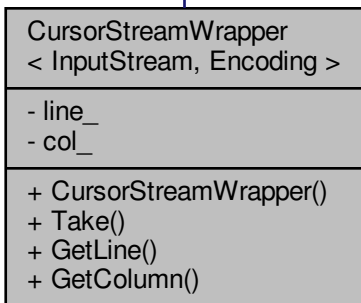 CursorStreamWrapper
< InputStream, Encoding >
- line_
- col_
+ CursorStreamWrapper()
+ Take()
+ GetLine()
+ GetColumn()